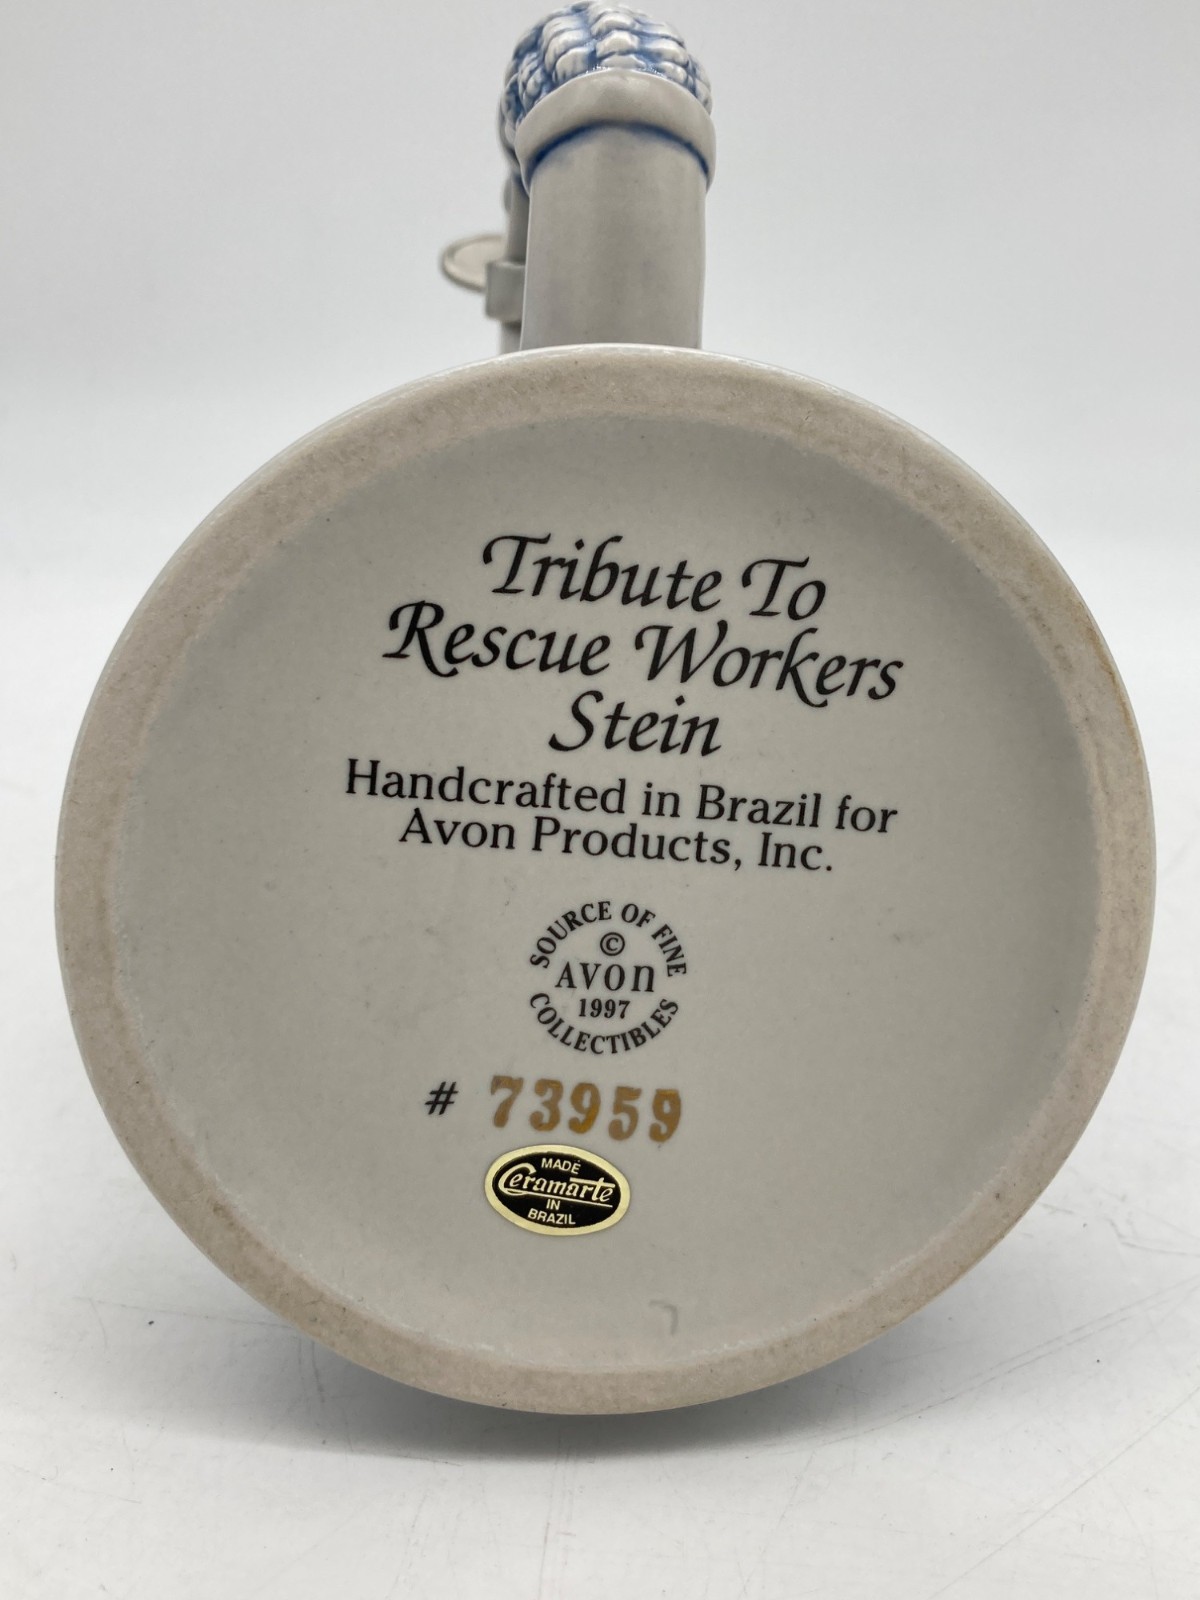 Tribute To
Rescue Workers
Stein
Handcrafted in Brazil for
Avon Products, Inc.
SOURCE OF FINE
©
AVON
1997
COLLECTIBLES
# 73959
MADE
Ceramarte
IN
BRAZIL